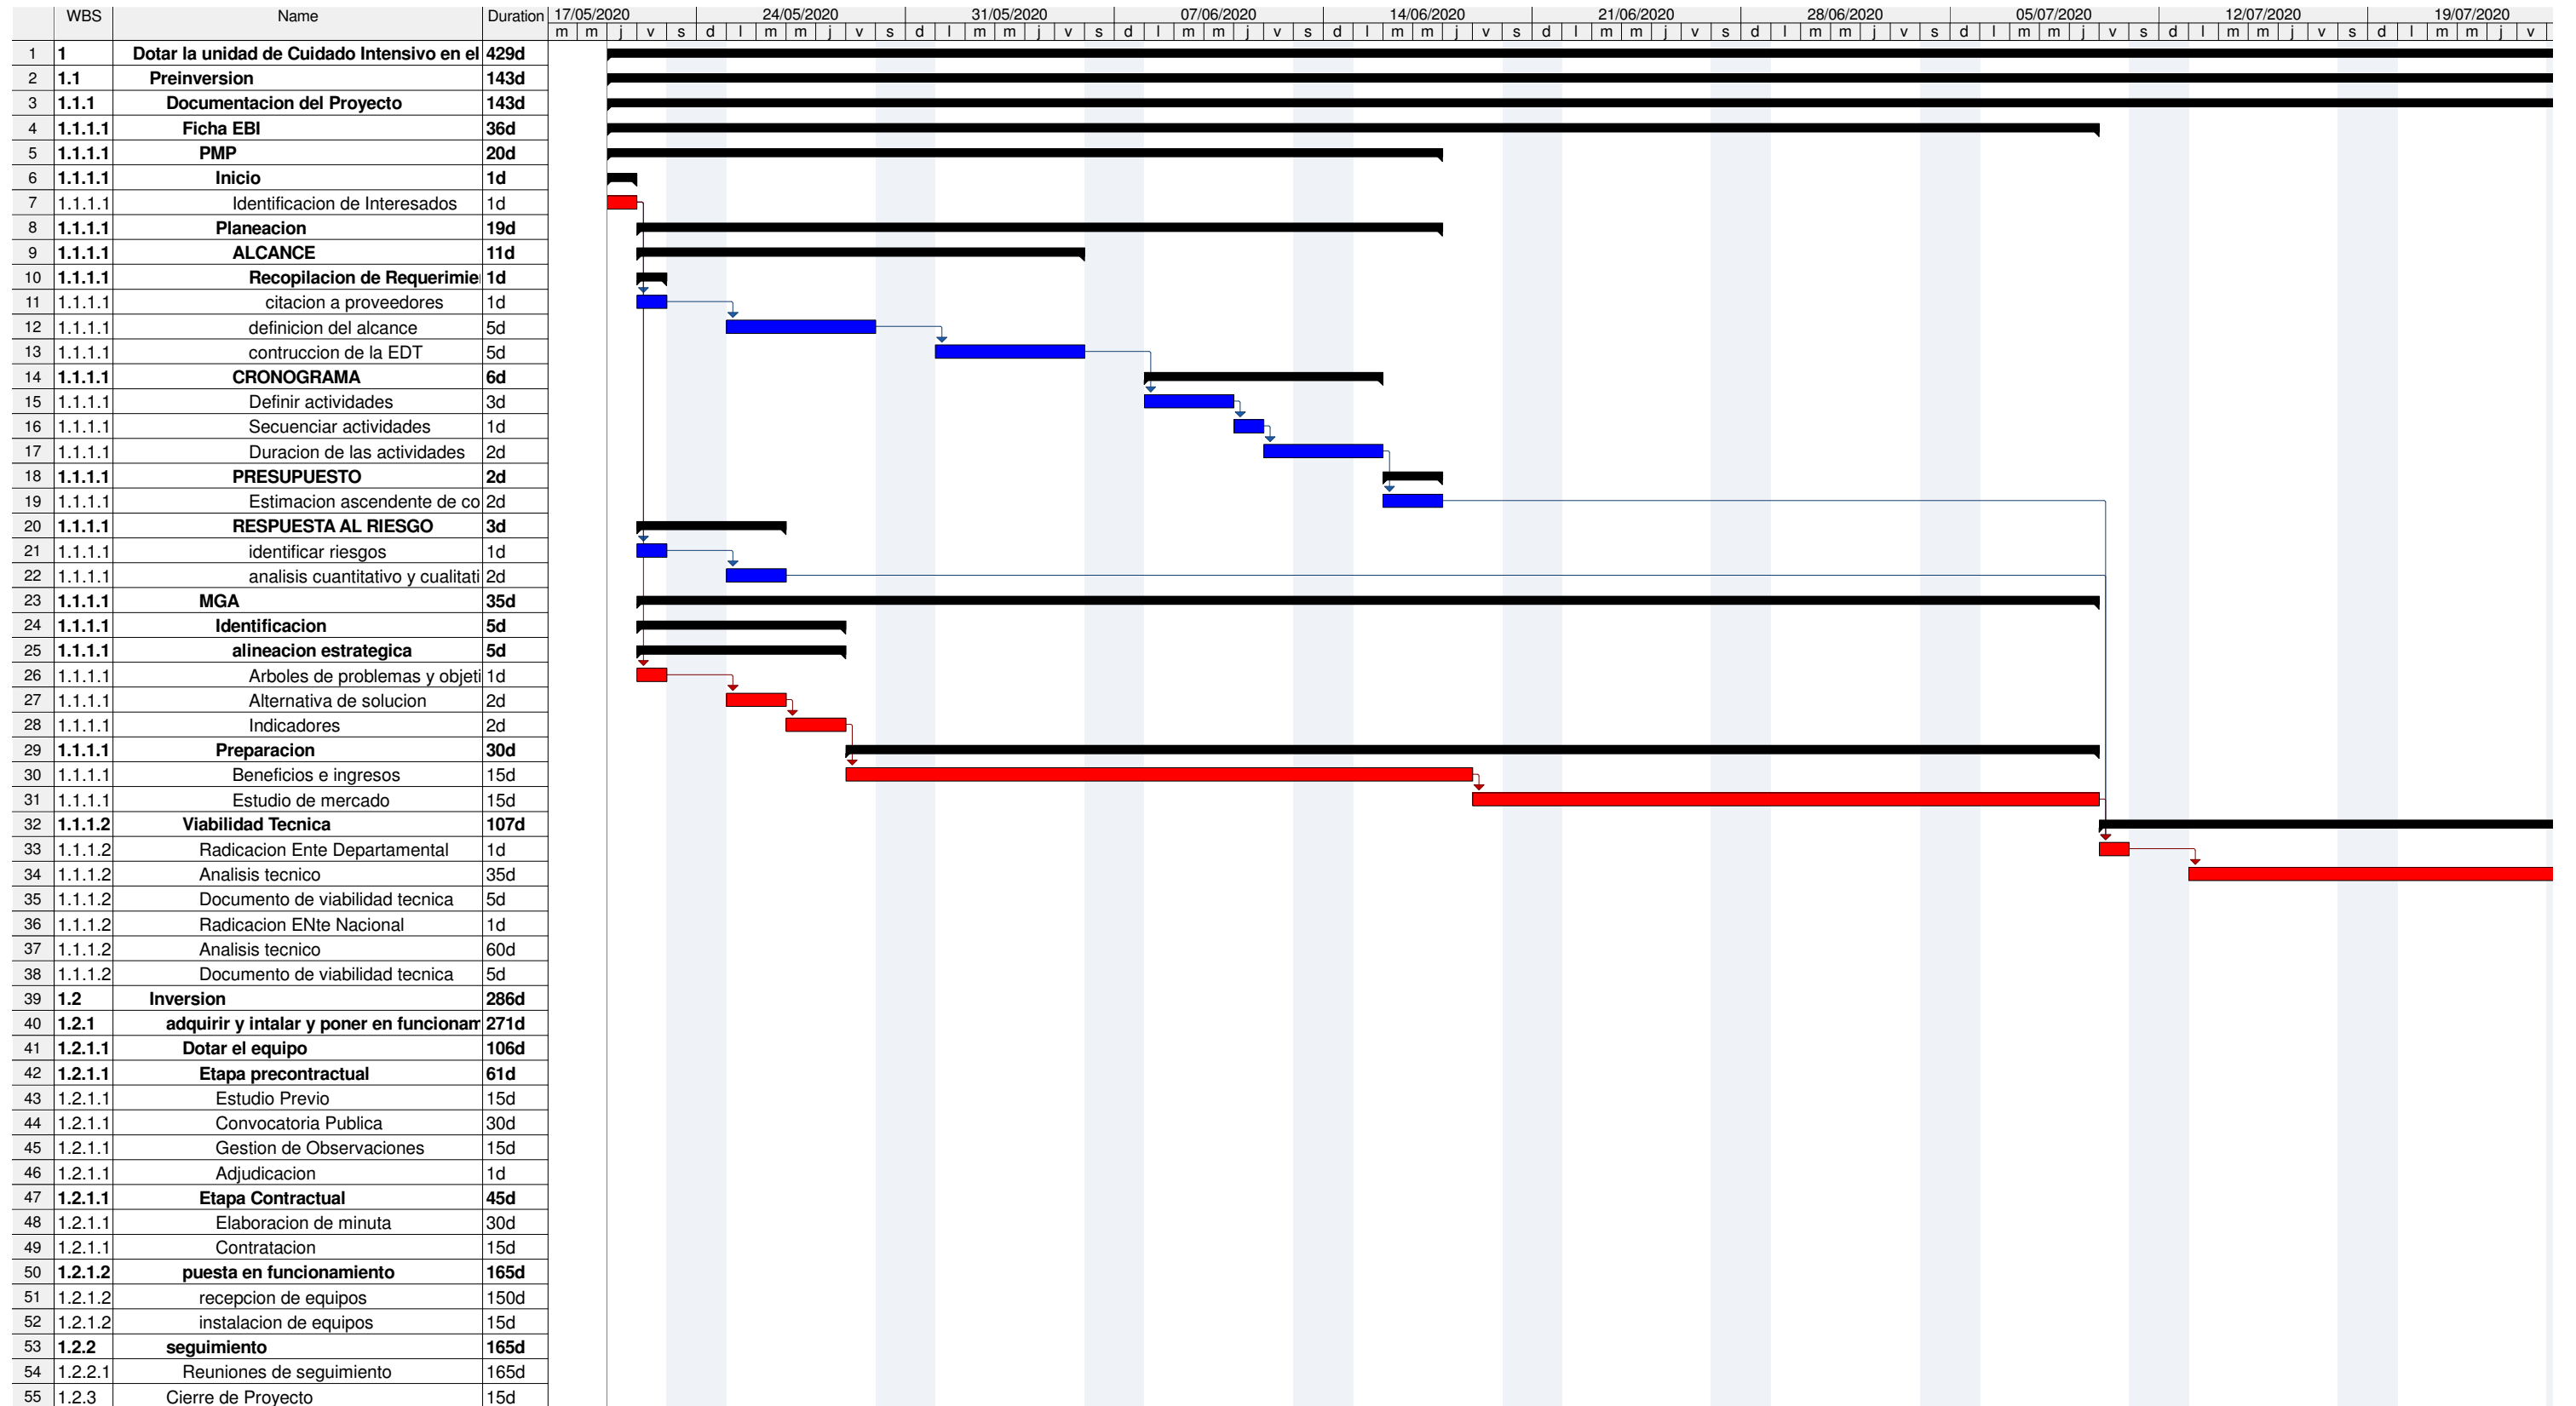 WBS Name Duration 17/05/2020 24/05/2020 31/05/2020 07/06/2020 14/06/2020 21/06/2020 28/06/2020 05/07/2020 12/07/2020 19/07/2020
m m j v s d l m m j v s d l m m j v s d l m m j v s d l m m j v s d l m m j v s d l m m j v s d l m m j v s d l m m j v s d l m m j v
1 1 Dotar la unidad de Cuidado Intensivo en el 429d
2 1.1 Preinversion 143d
3 1.1.1 Documentacion del Proyecto 143d
4 1.1.1.1 Ficha EBI 36d
5 1.1.1.1 PMP 20d
6 1.1.1.1 Inicio 1d
7 1.1.1.1 Identificacion de Interesados 1d
8 1.1.1.1 Planeacion 19d
9 1.1.1.1 ALCANCE 11d
10 1.1.1.1 Recopilacion de Requerimie 1d
11 1.1.1.1 citacion a proveedores 1d
12 1.1.1.1 definicion del alcance 5d
13 1.1.1.1 contruccion de la EDT 5d
14 1.1.1.1 CRONOGRAMA 6d
15 1.1.1.1 Definir actividades 3d
16 1.1.1.1 Secuenciar actividades 1d
17 1.1.1.1 Duracion de las actividades 2d
18 1.1.1.1 PRESUPUESTO 2d
19 1.1.1.1 Estimacion ascendente de co 2d
20 1.1.1.1 RESPUESTA AL RIESGO 3d
21 1.1.1.1 identificar riesgos 1d
22 1.1.1.1 analisis cuantitativo y cualitati 2d
23 1.1.1.1 MGA 35d
24 1.1.1.1 Identificacion 5d
25 1.1.1.1 alineacion estrategica 5d
26 1.1.1.1 Arboles de problemas y objeti 1d
27 1.1.1.1 Alternativa de solucion 2d
28 1.1.1.1 Indicadores 2d
29 1.1.1.1 Preparacion 30d
30 1.1.1.1 Beneficios e ingresos 15d
31 1.1.1.1 Estudio de mercado 15d
32 1.1.1.2 Viabilidad Tecnica 107d
33 1.1.1.2 Radicacion Ente Departamental 1d
34 1.1.1.2 Analisis tecnico 35d
35 1.1.1.2 Documento de viabilidad tecnica 5d
36 1.1.1.2 Radicacion ENte Nacional 1d
37 1.1.1.2 Analisis tecnico 60d
38 1.1.1.2 Documento de viabilidad tecnica 5d
39 1.2 Inversion 286d
40 1.2.1 adquirir y intalar y poner en funcionam 271d
41 1.2.1.1 Dotar el equipo 106d
42 1.2.1.1 Etapa precontractual 61d
43 1.2.1.1 Estudio Previo 15d
44 1.2.1.1 Convocatoria Publica 30d
45 1.2.1.1 Gestion de Observaciones 15d
46 1.2.1.1 Adjudicacion 1d
47 1.2.1.1 Etapa Contractual 45d
48 1.2.1.1 Elaboracion de minuta 30d
49 1.2.1.1 Contratacion 15d
50 1.2.1.2 puesta en funcionamiento 165d
51 1.2.1.2 recepcion de equipos 150d
52 1.2.1.2 instalacion de equipos 15d
53 1.2.2 seguimiento 165d
54 1.2.2.1 Reuniones de seguimiento 165d
55 1.2.3 Cierre de Proyecto 15d